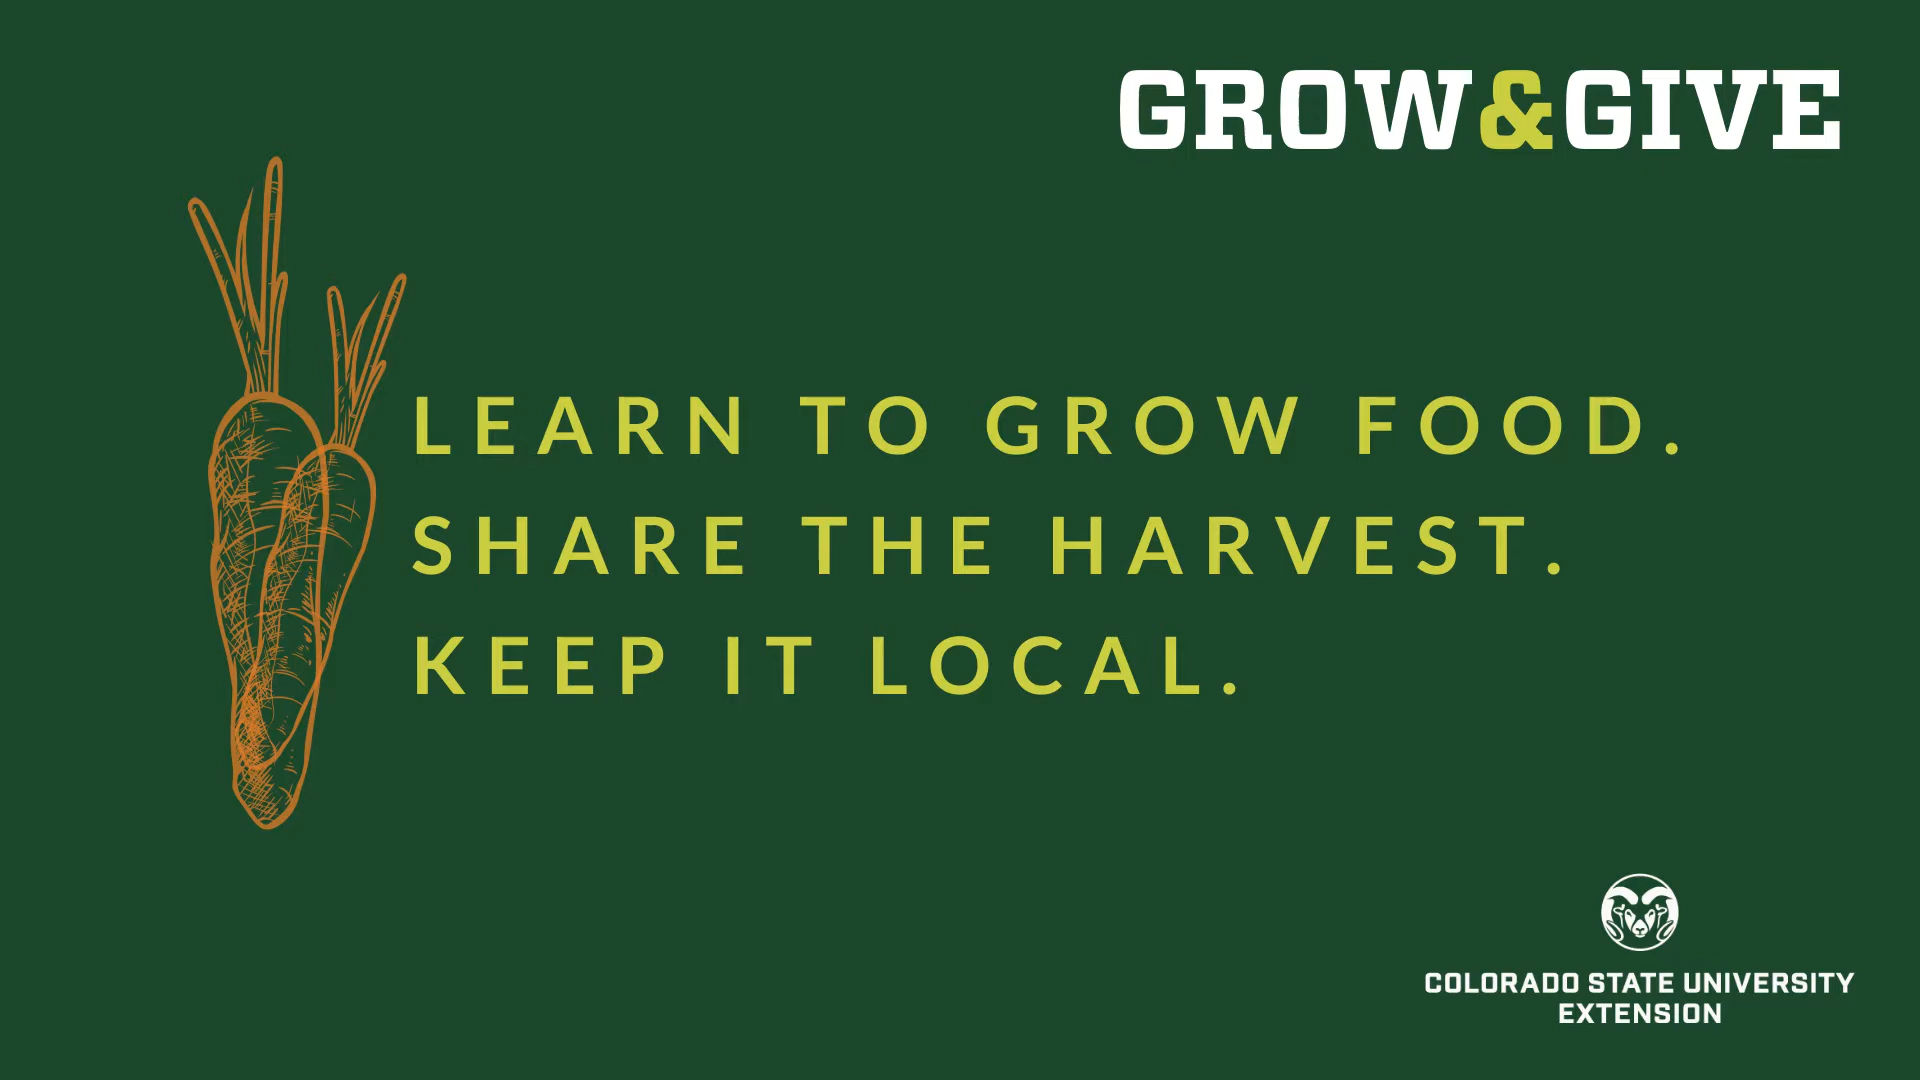 GROW&GIVE
LEARN TO GROW FOOD.
SHARE THE HARVEST.
KEEP IT LOCAL.
COLORADO STATE UNIVERSITY
EXTENSION